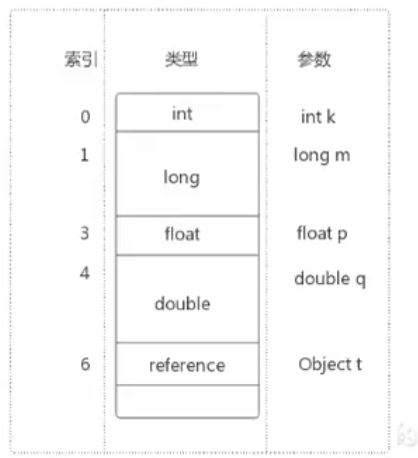 索引 类型 参数
0 int int k
1 long long m
3 float float p
4 double double q
6 reference Object t
的